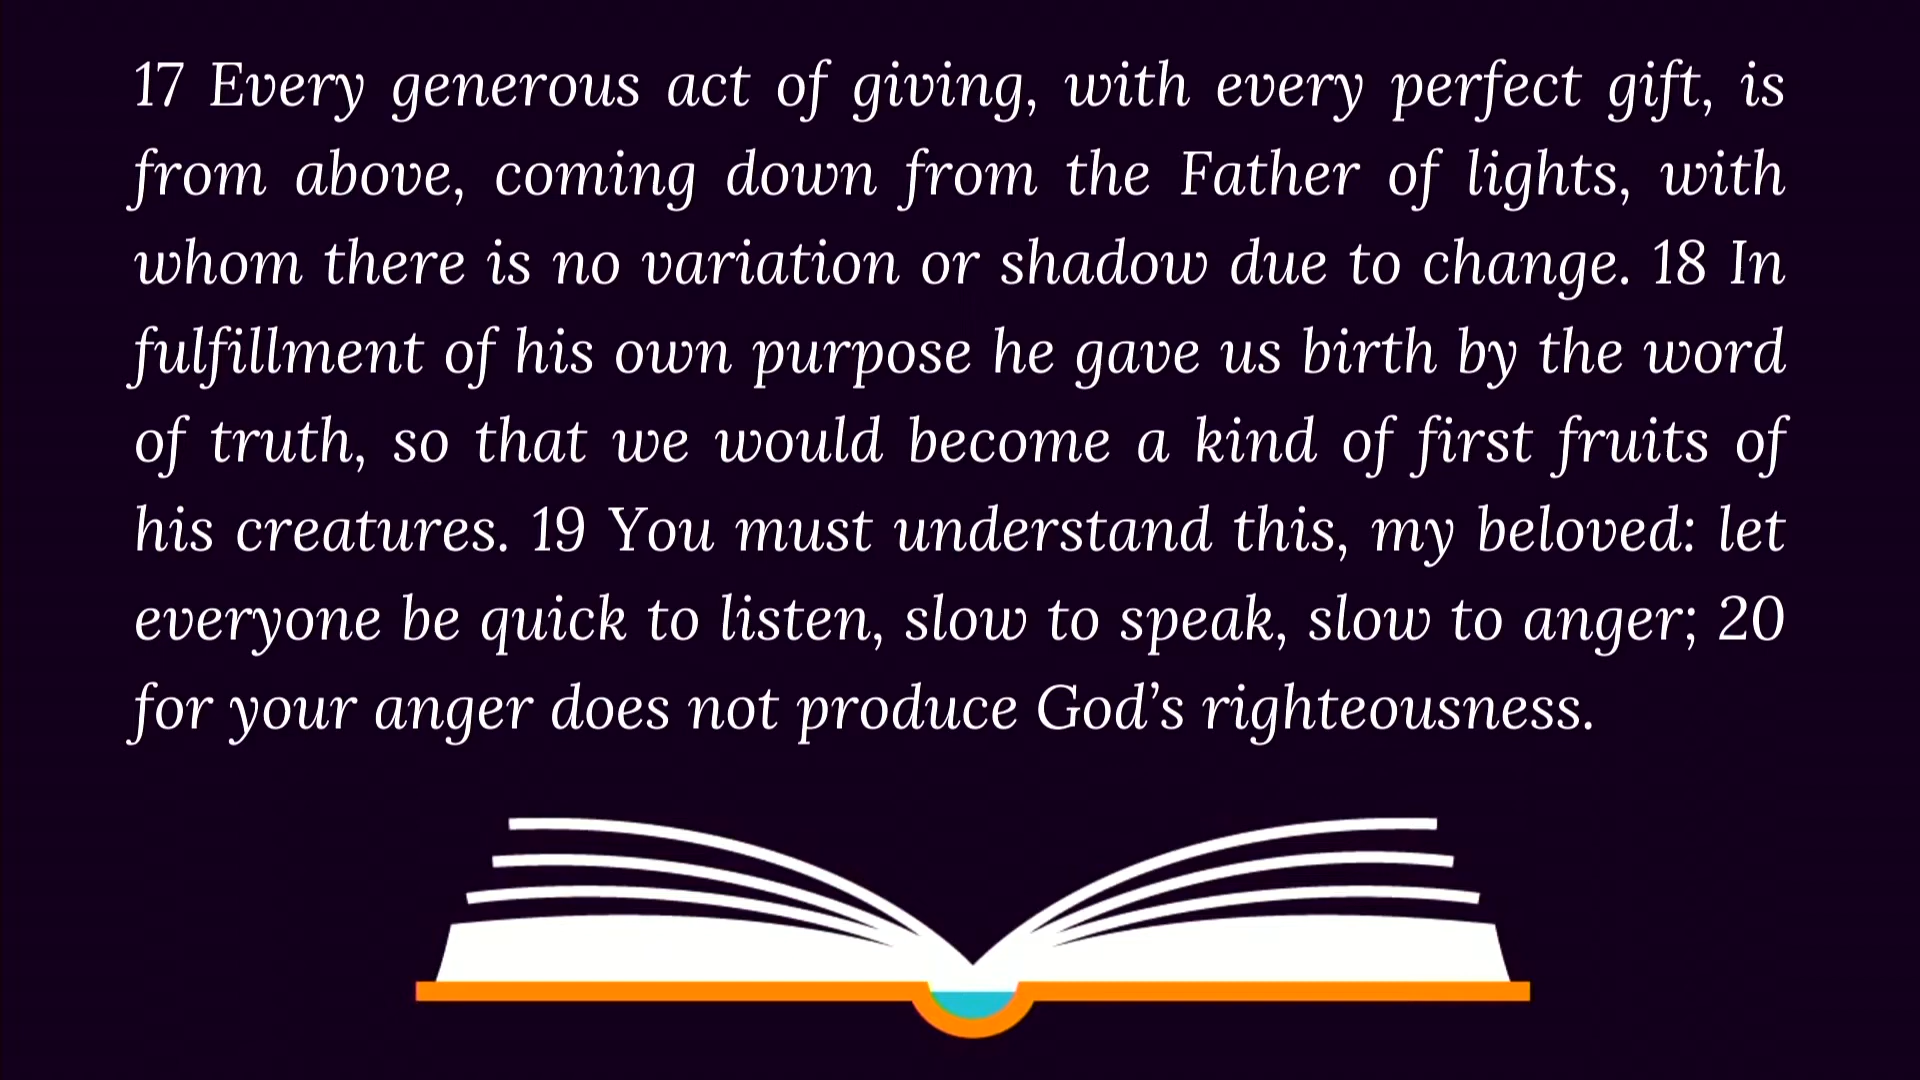 17 Every generous act of giving, with every perfect gift, is
from above, coming down from the Father of lights, with
whom there is no variation or shadow due to change. 18 In
fulfillment of his own purpose he gave us birth by the word
of truth, so that we would become a kind of first fruits of
his creatures. 19 You must understand this, my beloved: let
everyone be quick to listen, slow to speak, slow to anger; 20
for your anger does not produce God’s righteousness.